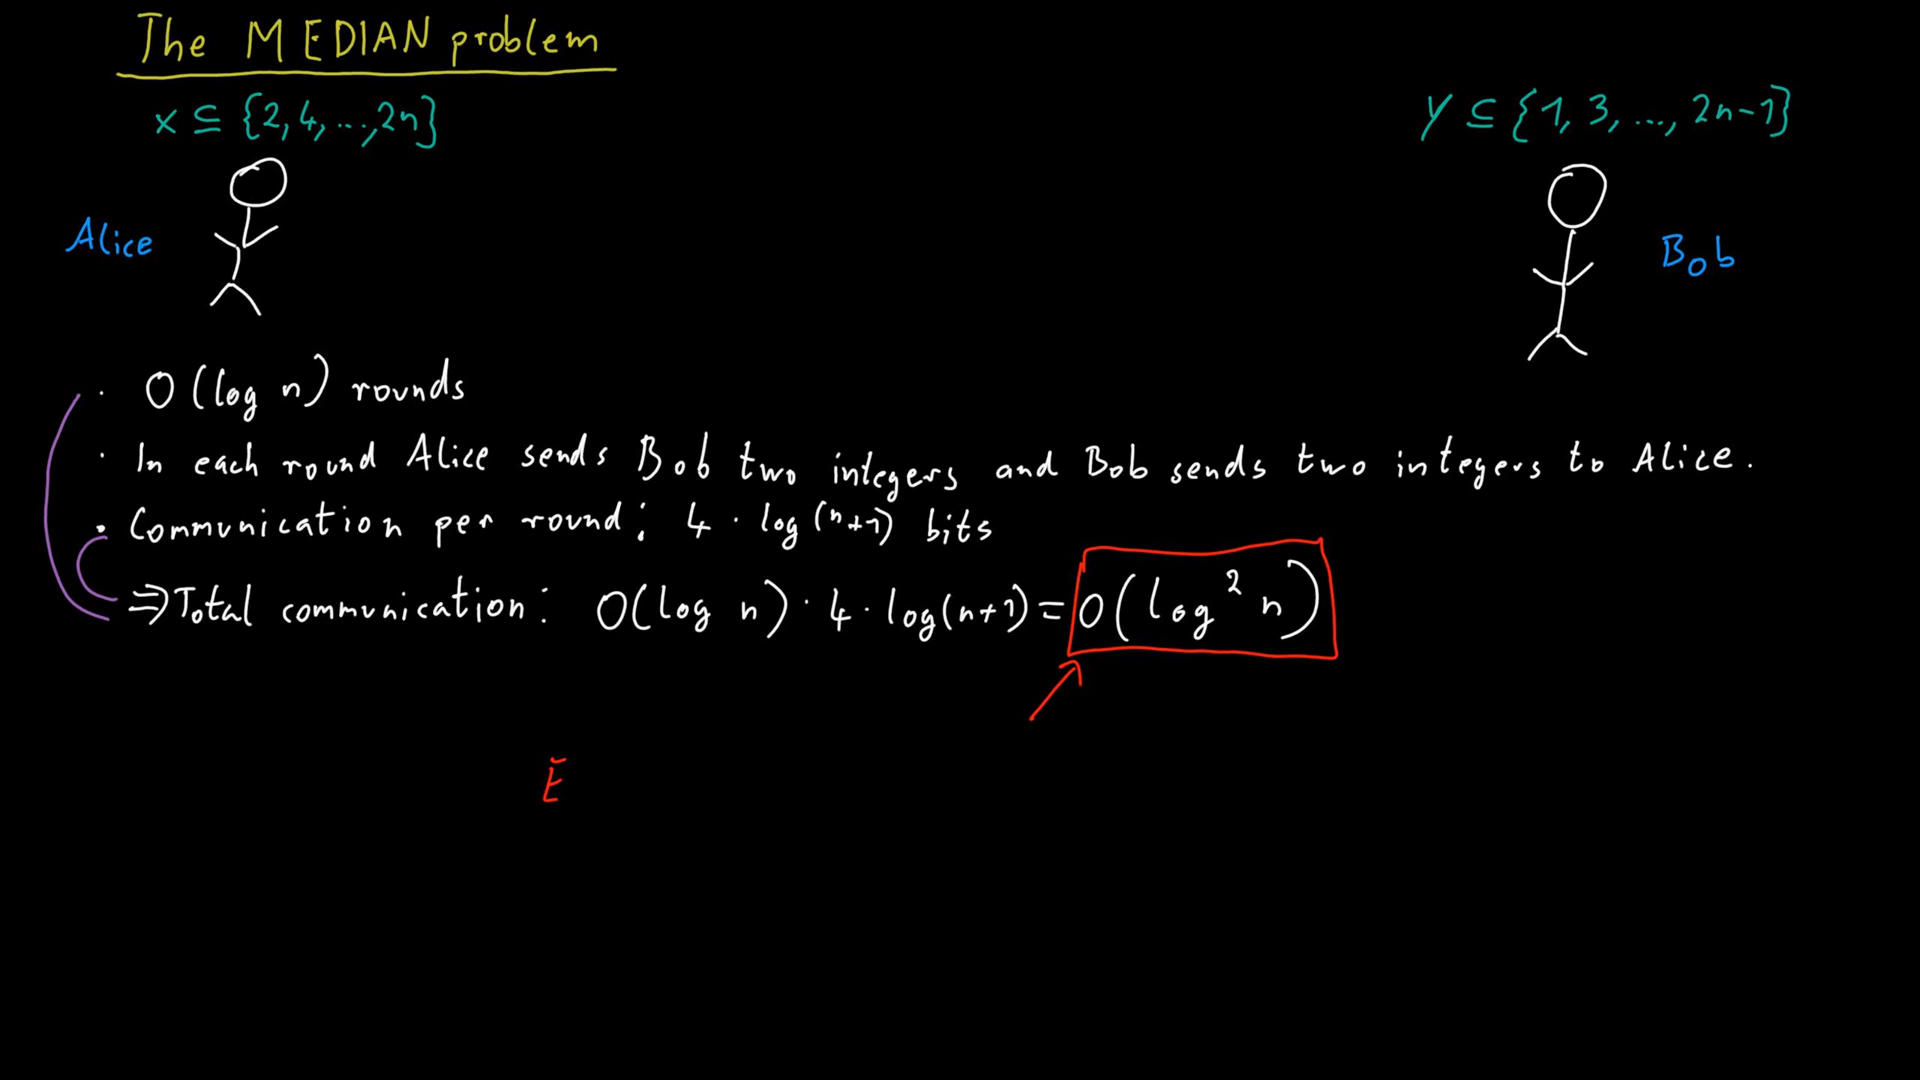 The MEDIAN problem
x ⊆ {2,4,...,2n}
y ⊆ {1, 3, ..., 2n-1}
Alice
Bob
· O(log n) rounds
· In each round Alice sends Bob two integers and Bob sends two integers to Alice.
· Communication per round: 4 · log(n+1) bits
⇒ Total communication: O(log n) · 4 · log(n+1) = O(log² n)
E